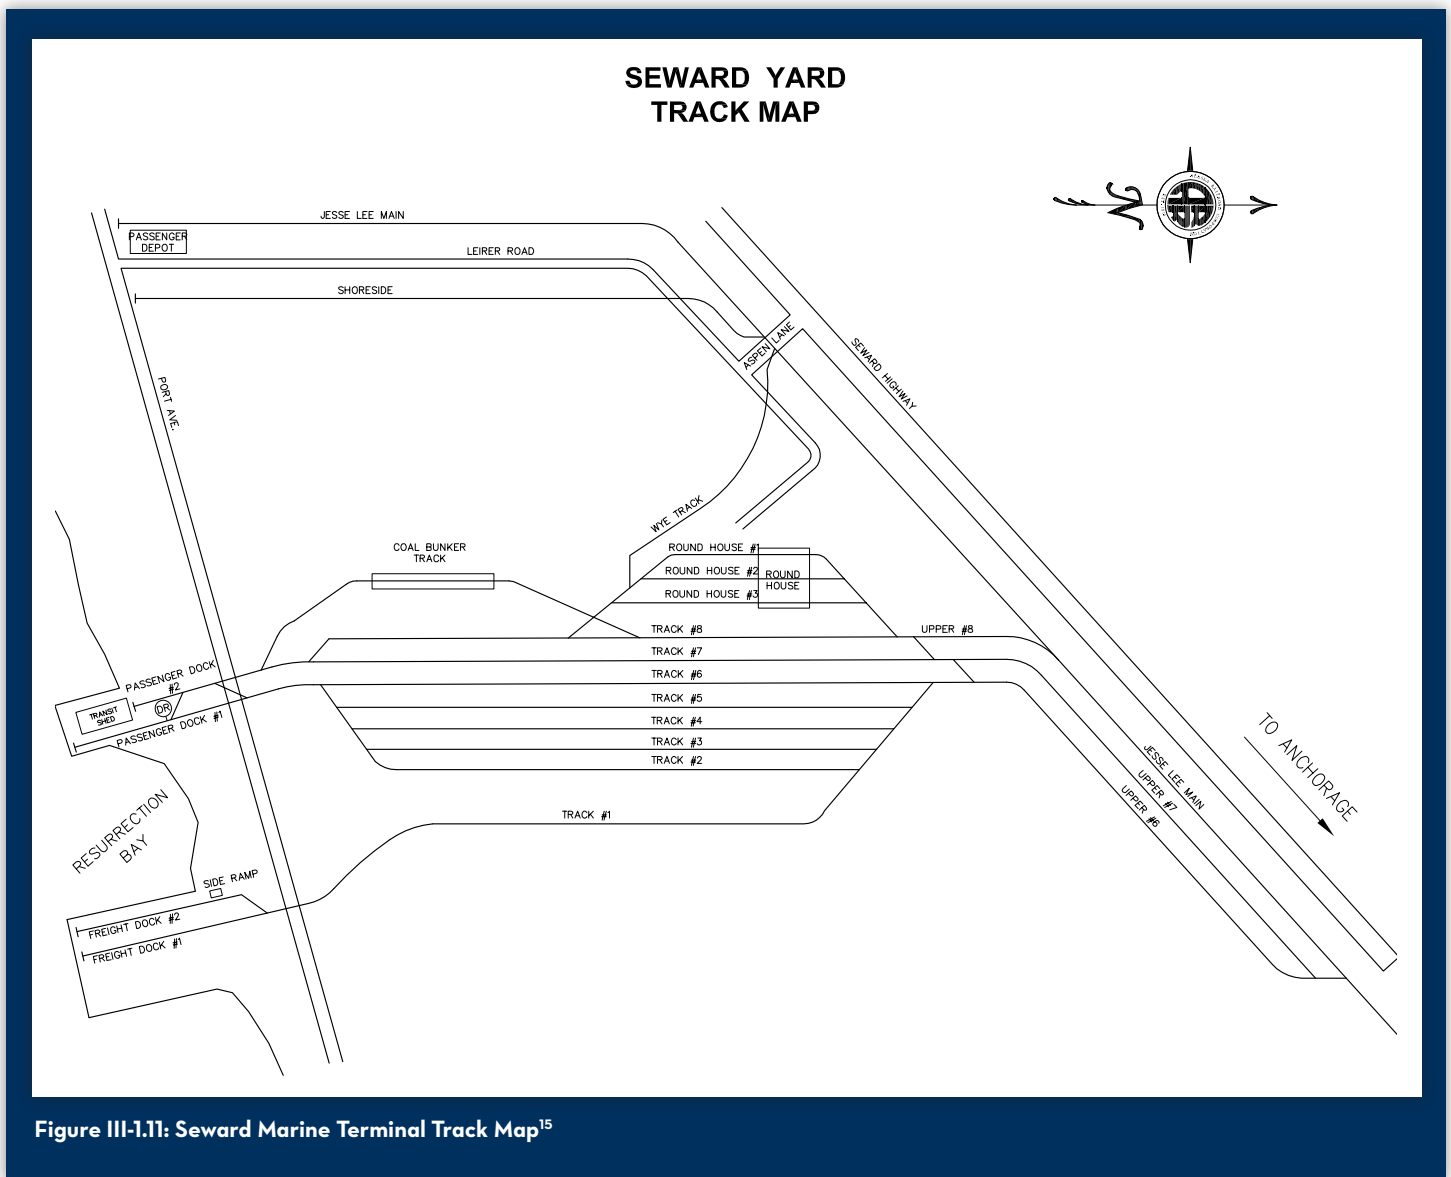 SEWARD YARD
TRACK MAP
N
JESSE LEE MAIN
PASSENGER
DEPOT
LEIRER ROAD
SHORESIDE
ASPEN LANE
SEWARD HIGHWAY
PORT AVE.
WYE TRACK
COAL BUNKER
TRACK
ROUND HOUSE #1
ROUND HOUSE #2
ROUND HOUSE #3
ROUND
HOUSE
TRACK #8
UPPER #8
TRACK #7
TRACK #6
TRACK #5
TRACK #4
TRACK #3
TRACK #2
TRACK #1
PASSENGER DOCK
#2
TRANSIT
SHED
DR
PASSENGER DOCK #1
RESURRECTION
BAY
SIDE RAMP
FREIGHT DOCK #2
FREIGHT DOCK #1
JESSE LEE MAIN
UPPER #7
UPPER #6
TO ANCHORAGE
Figure III-1.11: Seward Marine Terminal Track Map15